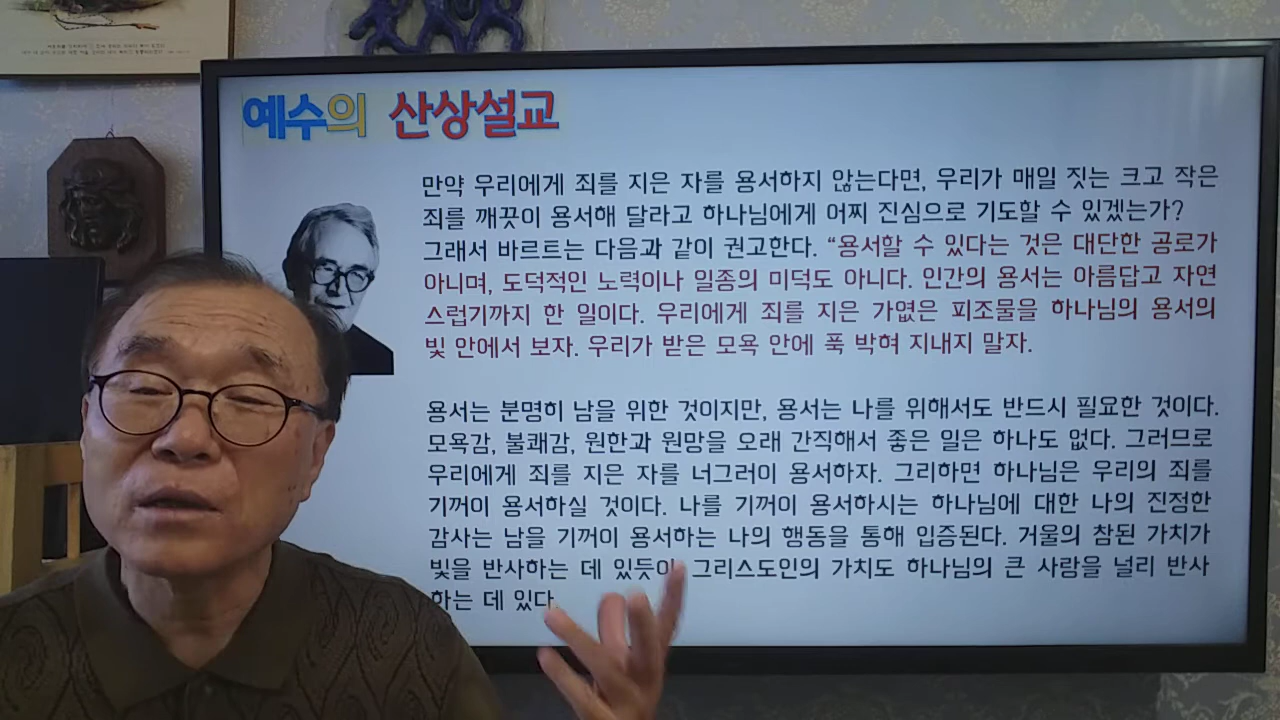 예수의 산상설교
만약 우리에게 죄를 지은 자를 용서하지 않는다면, 우리가 매일 짓는 크고 작은
죄를 깨끗이 용서해 달라고 하나님에게 어찌 진심으로 기도할 수 있겠는가?
그래서 바르트는 다음과 같이 권고한다. “용서할 수 있다는 것은 대단한 공로가
아니며, 도덕적인 노력이나 일종의 미덕도 아니다. 인간의 용서는 아름답고 자연
스럽기까지 한 일이다. 우리에게 죄를 지은 가엾은 피조물을 하나님의 용서의
빛 안에서 보자. 우리가 받은 모욕 안에 푹 박혀 지내지 말자.
용서는 분명히 남을 위한 것이지만, 용서는 나를 위해서도 반드시 필요한 것이다.
모욕감, 불쾌감, 원한과 원망을 오래 간직해서 좋은 일은 하나도 없다. 그러므로
우리에게 죄를 지은 자를 너그러이 용서하자. 그리하면 하나님은 우리의 죄를
기꺼이 용서하실 것이다. 나를 기꺼이 용서하시는 하나님에 대한 나의 진정한
감사는 남을 기꺼이 용서하는 나의 행동을 통해 입증된다. 거울의 참된 가치가
빛을 반사하는 데 있듯이 그리스도인의 가치도 하나님의 큰 사랑을 널리 반사
하는 데 있다.